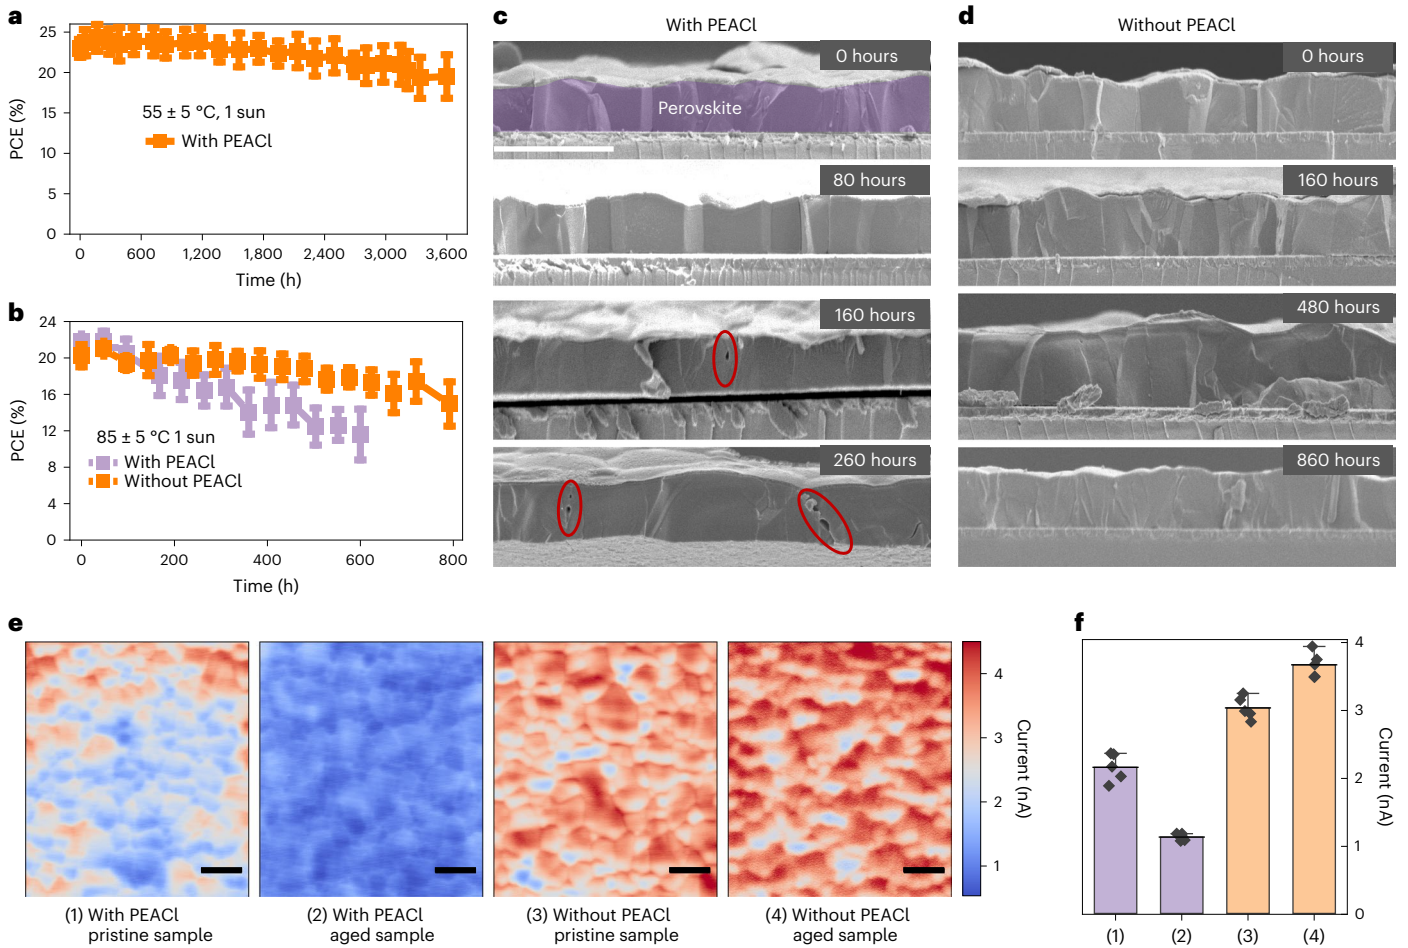 a
25
20
15
10
5
0
PCE (%)
55 ± 5 °C, 1 sun
With PEACl
0 600 1,200 1,800 2,400 3,000 3,600
Time (h)
b
24
20
16
12
8
4
0
PCE (%)
85 ± 5 °C 1 sun
With PEACl
Without PEACl
0 200 400 600 800
Time (h)
c
With PEACl
0 hours
Perovskite
80 hours
160 hours
260 hours
d
Without PEACl
0 hours
160 hours
480 hours
860 hours
e
(1) With PEACl
pristine sample
(2) With PEACl
aged sample
(3) Without PEACl
pristine sample
(4) Without PEACl
aged sample
4
3
2
1
Current (nA)
f
4
3
2
1
0
Current (nA)
(1) (2) (3) (4)